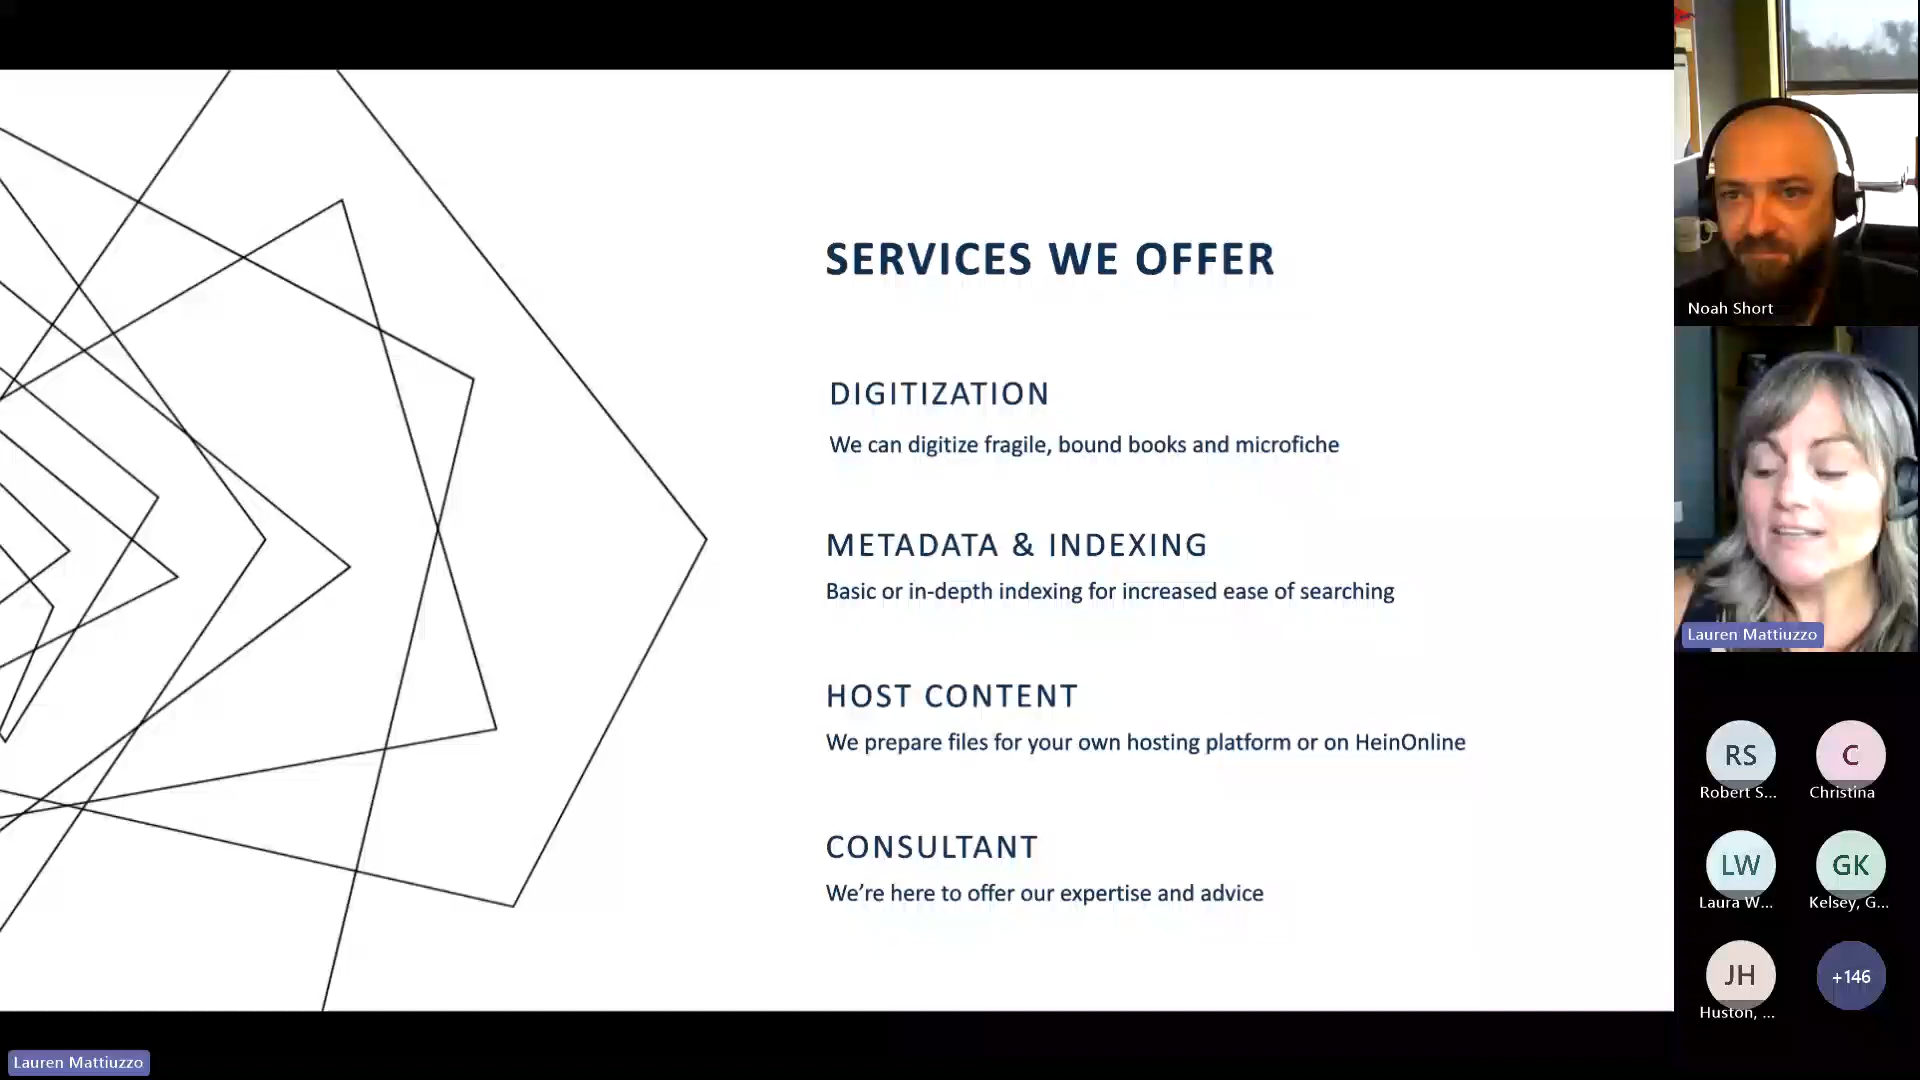 SERVICES WE OFFER
DIGITIZATION
We can digitize fragile, bound books and microfiche
METADATA & INDEXING
Basic or in-depth indexing for increased ease of searching
HOST CONTENT
We prepare files for your own hosting platform or on HeinOnline
CONSULTANT
We’re here to offer our expertise and advice
Noah Short
Lauren Mattiuzzo
RS
Robert S...
C
Christina
LW
Laura W...
GK
Kelsey, G...
JH
Huston, ...
+146
Lauren Mattiuzzo